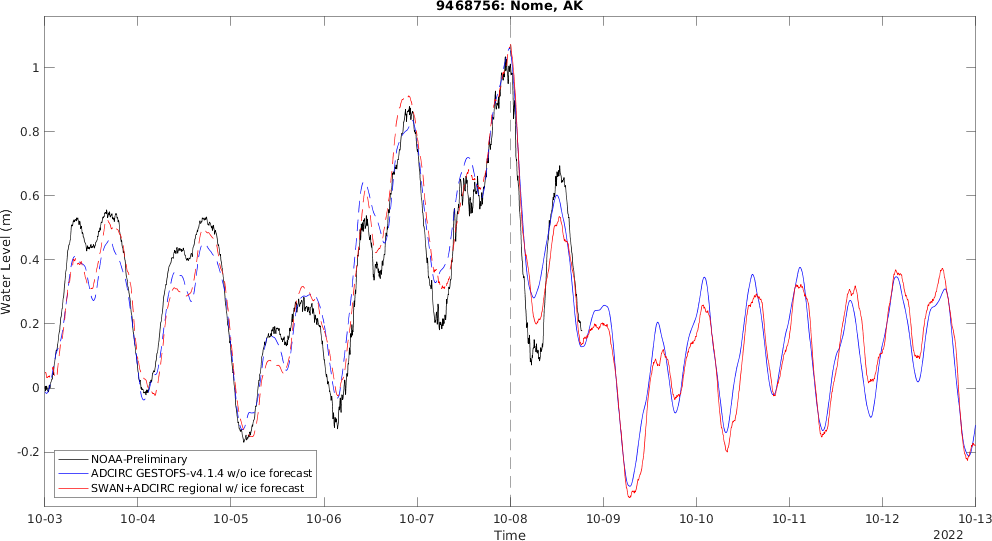 9468756: Nome, AK
Water Level (m)
1
0.8
0.6
0.4
0.2
0
-0.2
NOAA-Preliminary
ADCIRC GESTOFS-v4.1.4 w/o ice forecast
SWAN+ADCIRC regional w/ ice forecast
10-03 10-04 10-05 10-06 10-07 10-08 10-09 10-10 10-11 10-12 10-13
Time
2022